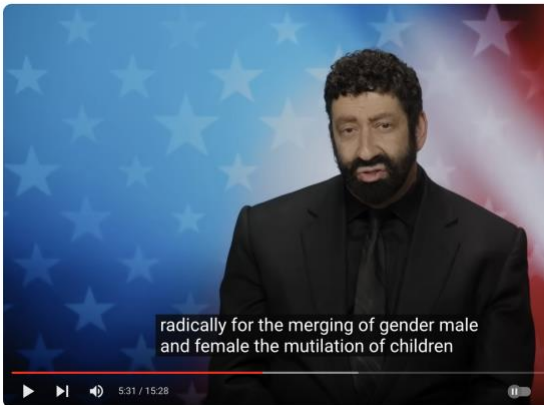 radically for the merging of gender male
and female the mutilation of children
5:31 / 15:28